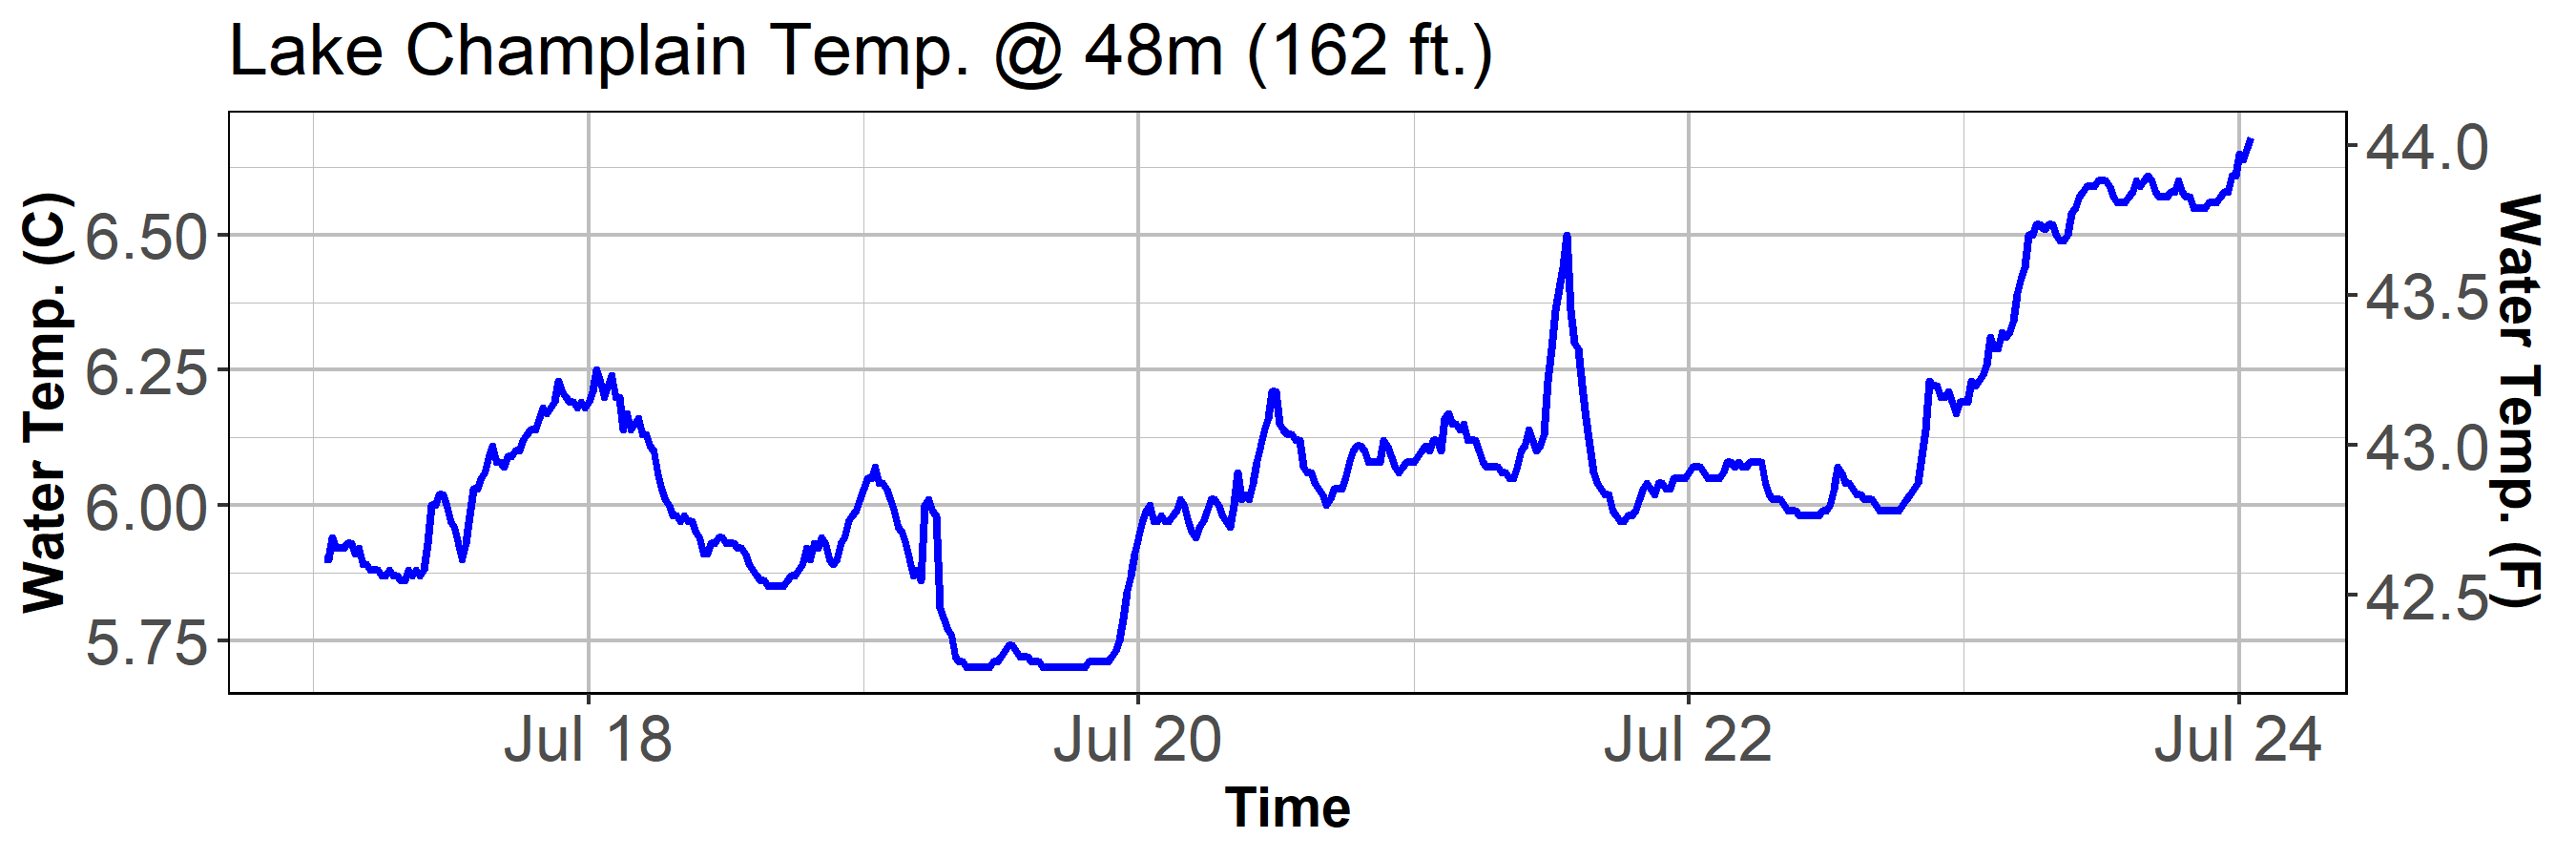 Lake Champlain Temp. @ 48m (162 ft.)
Water Temp. (C)
6.50
6.25
6.00
5.75
44.0
43.5
43.0
42.5
Water Temp. (F)
Jul 18 Jul 20 Jul 22 Jul 24
Time